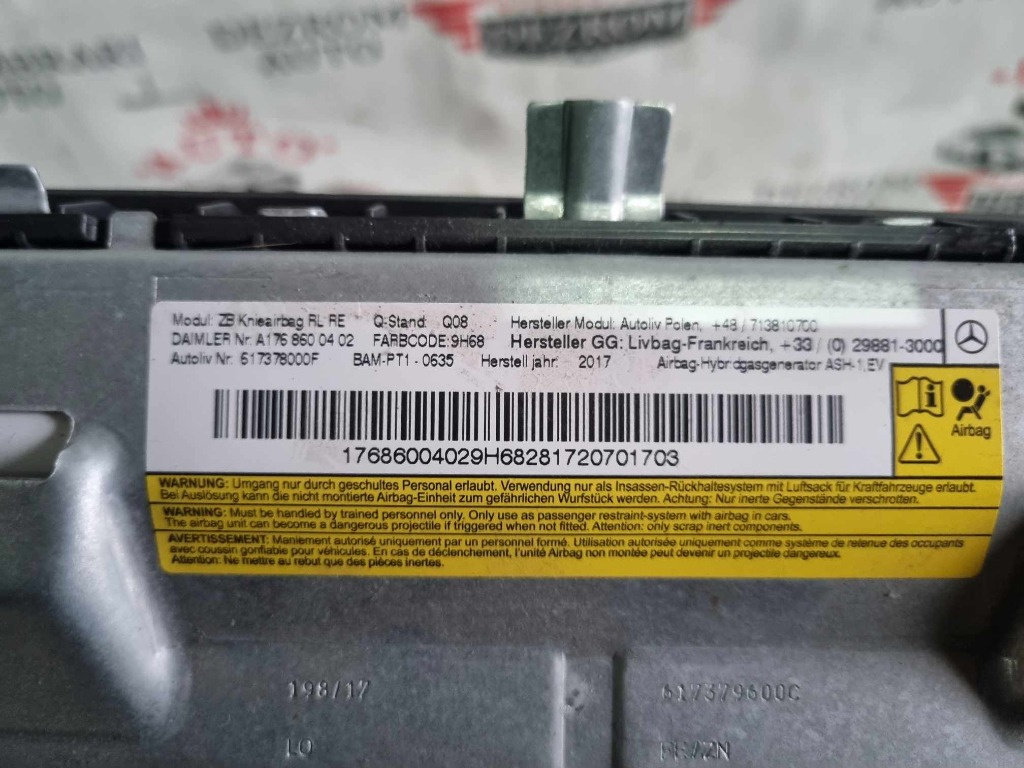 DEZROM
AUTO
DEZROM
AUTO
Modul: ZB Knieairbag RL RE Q-Stand: Q08 Hersteller Modul: Autoliv Polen, +48 / 713810700
DAIMLER Nr: A176 860 04 02 FARBCODE:9H68 Hersteller GG: Livbag-Frankreich, +33 / (0) 29881-3000
Autoliv Nr: 617378000F BAM-PT1 - 0635 Herstell jahr: 2017 Airbag-Hybridgasgenerator ASH-1.EV
Airbag
17686004029H68281720701703
WARNUNG: Umgang nur durch geschultes Personal erlaubt. Verwendung nur als Insassen-Rückhaltesystem mit Luftsack für Kraftfahrzeuge erlaubt.
Bei Auslösung kann die nicht montierte Airbag-Einheit zum gefährlichen Wurfstück werden. Achtung: Nur inerte Gegenstände verschrotten.
WARNING: Must be handled by trained personnel only. Only use as passenger restraint-system with airbag in cars.
The airbag unit can become a dangerous projectile if triggered when not fitted. Attention: only scrap inert components.
AVERTISSEMENT: Maniement autorisé uniquement par un personnel formé. Utilisation autorisée uniquement comme système de retenue des occupants
avec coussin gonflable pour véhicules. En cas de déclenchement, l'unité Airbag non montée peut devenir un projectile dangereux.
Attention: Ne mettre au rebut que des pièces inertes.
198/17 617379600C
LO